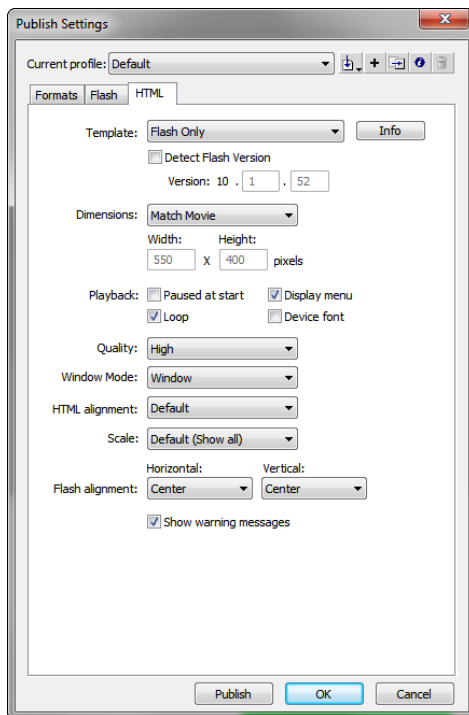 Publish Settings
Current profile: Default
Formats Flash HTML
Template: Flash Only Info
Detect Flash Version
Version: 10 . 1 . 52
Dimensions: Match Movie
Width: Height:
550 X 400 pixels
Playback: Paused at start Display menu
Loop Device font
Quality: High
Window Mode: Window
HTML alignment: Default
Scale: Default (Show all)
Horizontal: Vertical:
Flash alignment: Center Center
Show warning messages
Publish OK Cancel